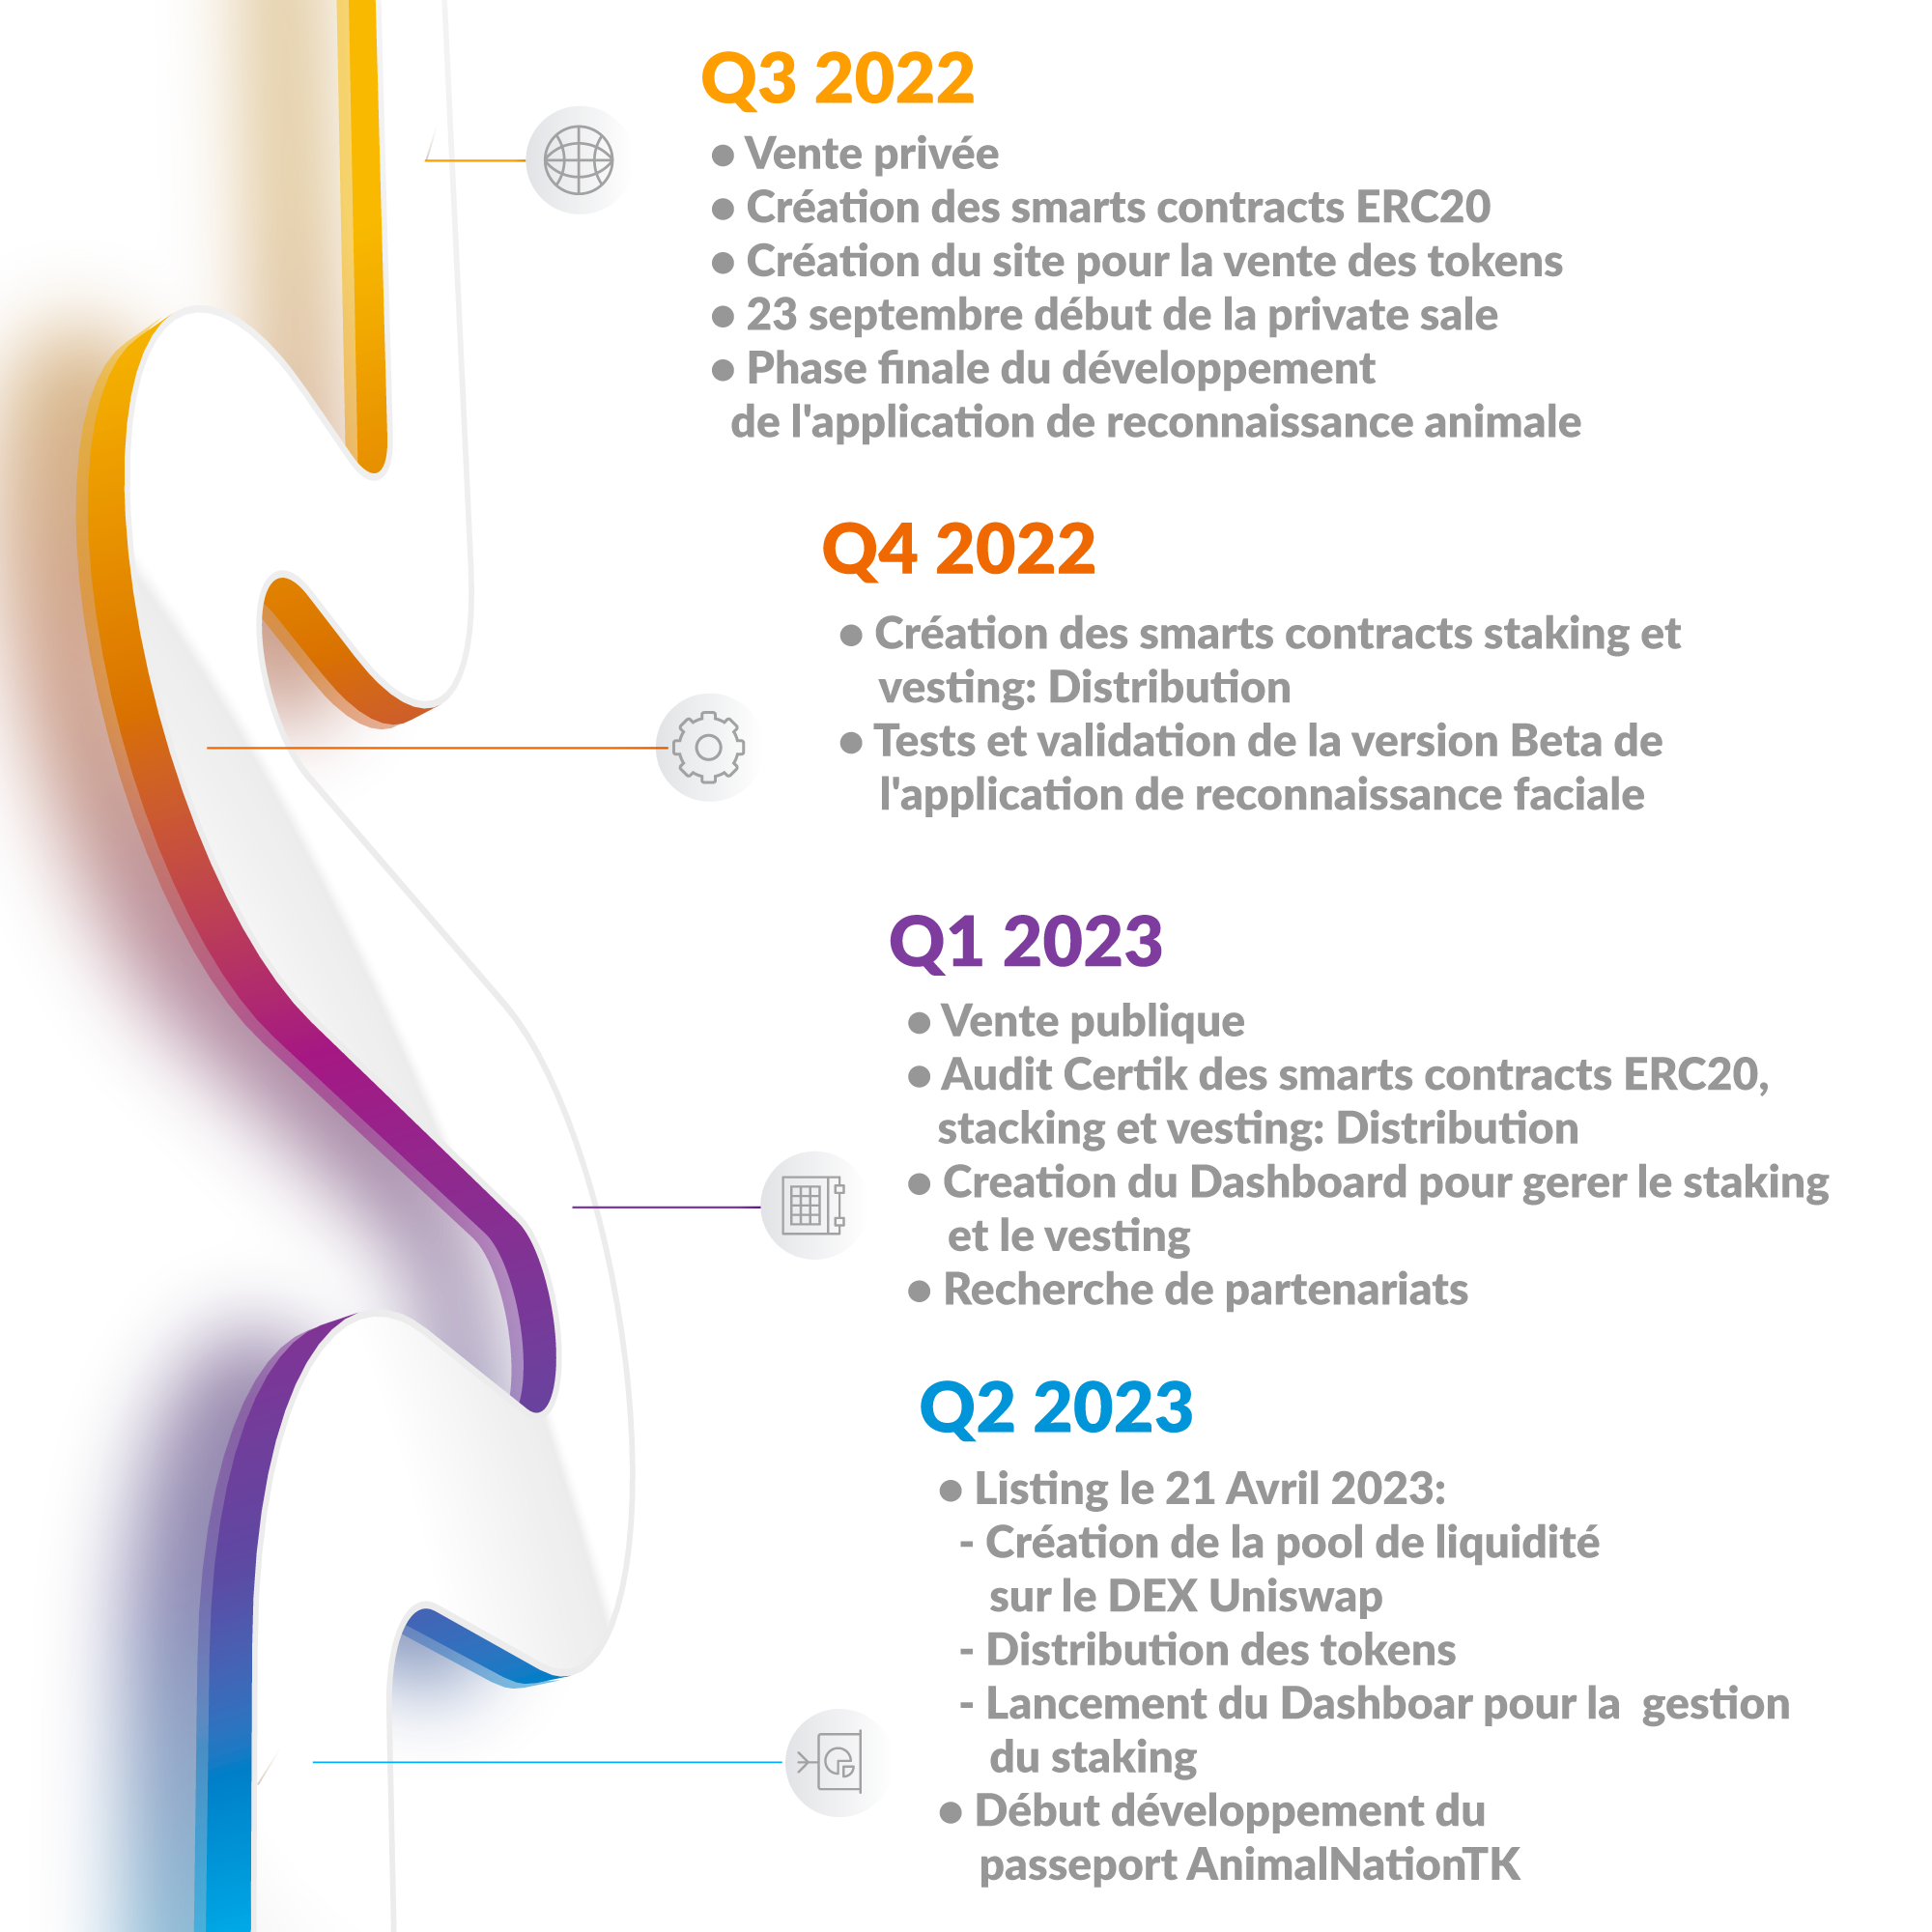 Q3 2022
● Vente privée
● Création des smarts contracts ERC20
● Création du site pour la vente des tokens
● 23 septembre début de la private sale
● Phase finale du développement
de l'application de reconnaissance animale
Q4 2022
● Création des smarts contracts staking et
vesting: Distribution
● Tests et validation de la version Beta de
l'application de reconnaissance faciale
Q1 2023
● Vente publique
● Audit Certik des smarts contracts ERC20,
stacking et vesting: Distribution
● Creation du Dashboard pour gerer le staking
et le vesting
● Recherche de partenariats
Q2 2023
● Listing le 21 Avril 2023:
- Création de la pool de liquidité
sur le DEX Uniswap
- Distribution des tokens
- Lancement du Dashboar pour la gestion
du staking
● Début développement du
passeport AnimalNationTK